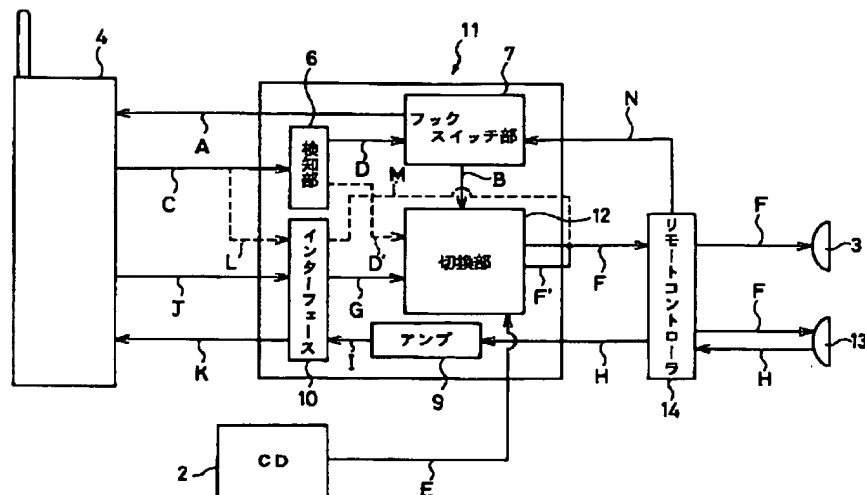 11
4
6
7
フック
スイッチ部
N
A
検知部
D
B
M
C
12
F
3
リモートコントローラ
L
インターフェース
D'
切換部
F
J
G
F'
F
アンプ
13
K
I
H
H
10
9
14
2
CD
E